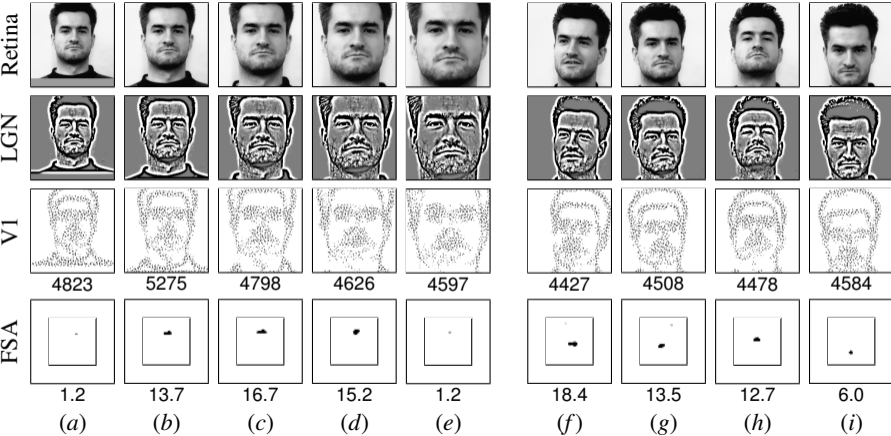 Retina
LGN
V1
4823 5275 4798 4626 4597 4427 4508 4478 4584
FSA
1.2 13.7 16.7 15.2 1.2 18.4 13.5 12.7 6.0
(a) (b) (c) (d) (e) (f) (g) (h) (i)